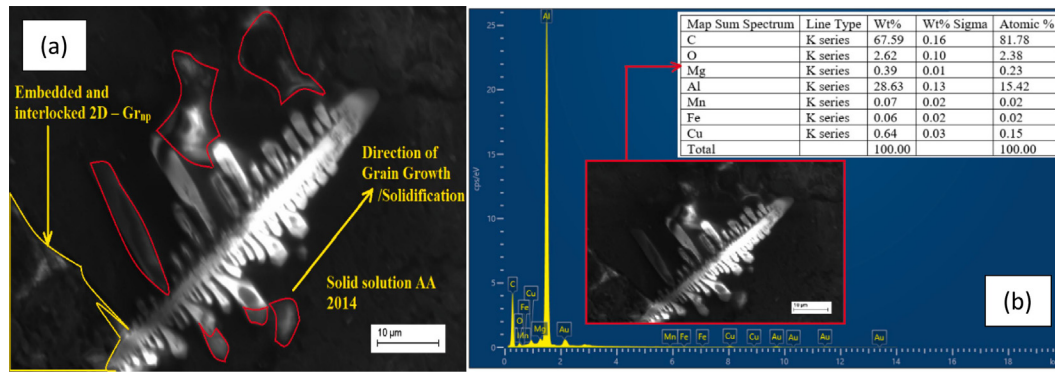 (a)
Embedded and
interlocked 2D – Grnp
Direction of
Grain Growth
/Solidification
Solid solution AA
2014
10 μm
Map Sum Spectrum Line Type Wt% Wt% Sigma Atomic %
C K series 67.59 0.16 81.78
O K series 2.62 0.10 2.38
Mg K series 0.39 0.01 0.23
Al K series 28.63 0.13 15.42
Mn K series 0.07 0.02 0.02
Fe K series 0.06 0.02 0.02
Cu K series 0.64 0.03 0.15
Total 100.00 100.00
25
20
15
10
5
0
cps/eV
Al
C
O
Fe
Mn
Cu
Mg
Au
Mn Fe Fe Cu Cu Au Au Au Au
0 2 4 6 8 10 12 14 16 18
10 μm
(b)